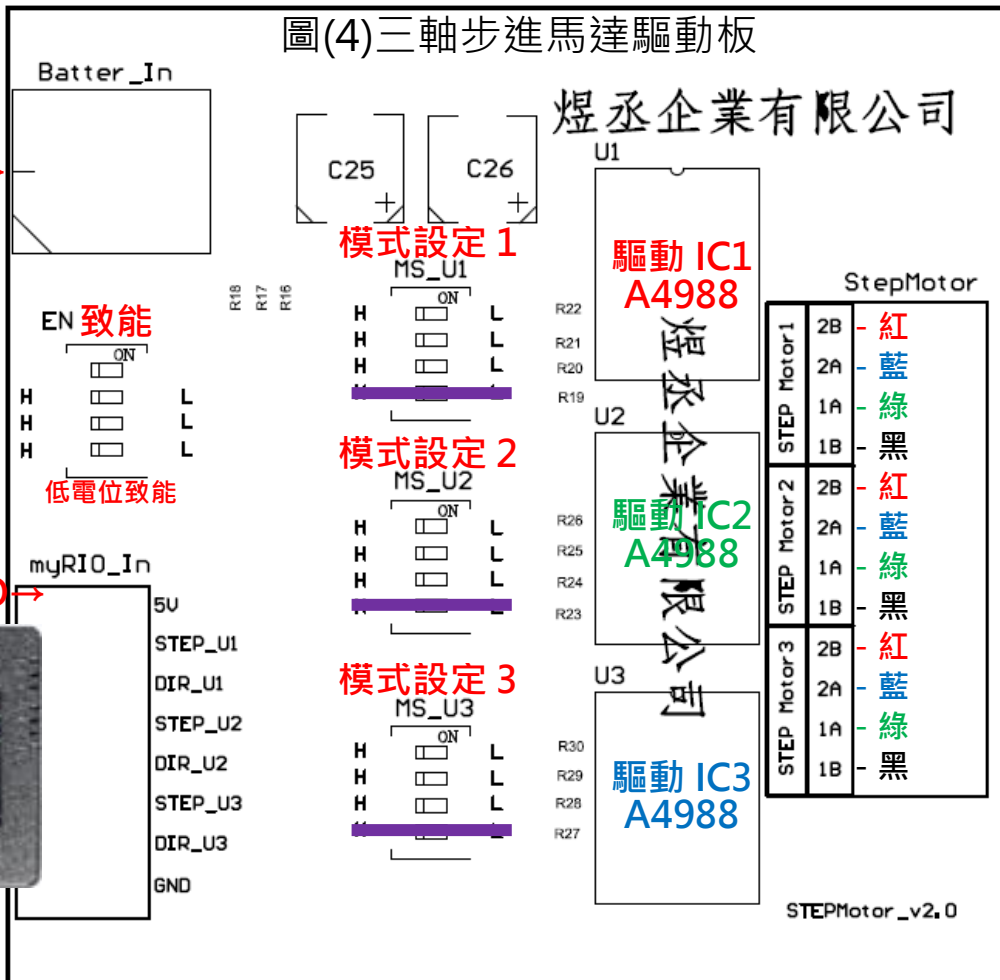 圖(4)三軸步進馬達驅動板
Batter_In
煜丞企業有限公司
C25
+
C26
+
U1
模式設定 1
MS_U1
ON
H L
H L
H L
驅動 IC1
A4988
R18
R17
R16
R22
R21
R20
R19
EN 致能
ON
H L
H L
H L
低電位致能
StepMotor
STEP Motor1
2B - 紅
2A - 藍
1A - 綠
1B - 黑
STEP Motor2
2B - 紅
2A - 藍
1A - 綠
1B - 黑
STEP Motor3
2B - 紅
2A - 藍
1A - 綠
1B - 黑
煜丞企業有限公司
U2
模式設定 2
MS_U2
ON
H L
H L
H L
R26
R25
R24
R23
驅動 IC2
A4988
myRIO_In
5V
STEP_U1
DIR_U1
STEP_U2
DIR_U2
STEP_U3
DIR_U3
GND
U3
模式設定 3
MS_U3
ON
H L
H L
H L
R30
R29
R28
R27
驅動 IC3
A4988
STEPMotor_v2.0